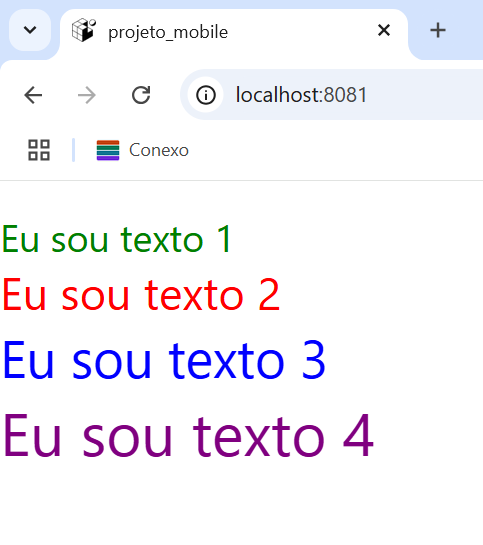 projeto_mobile
localhost:8081
Conexo
Eu sou texto 1
Eu sou texto 2
Eu sou texto 3
Eu sou texto 4